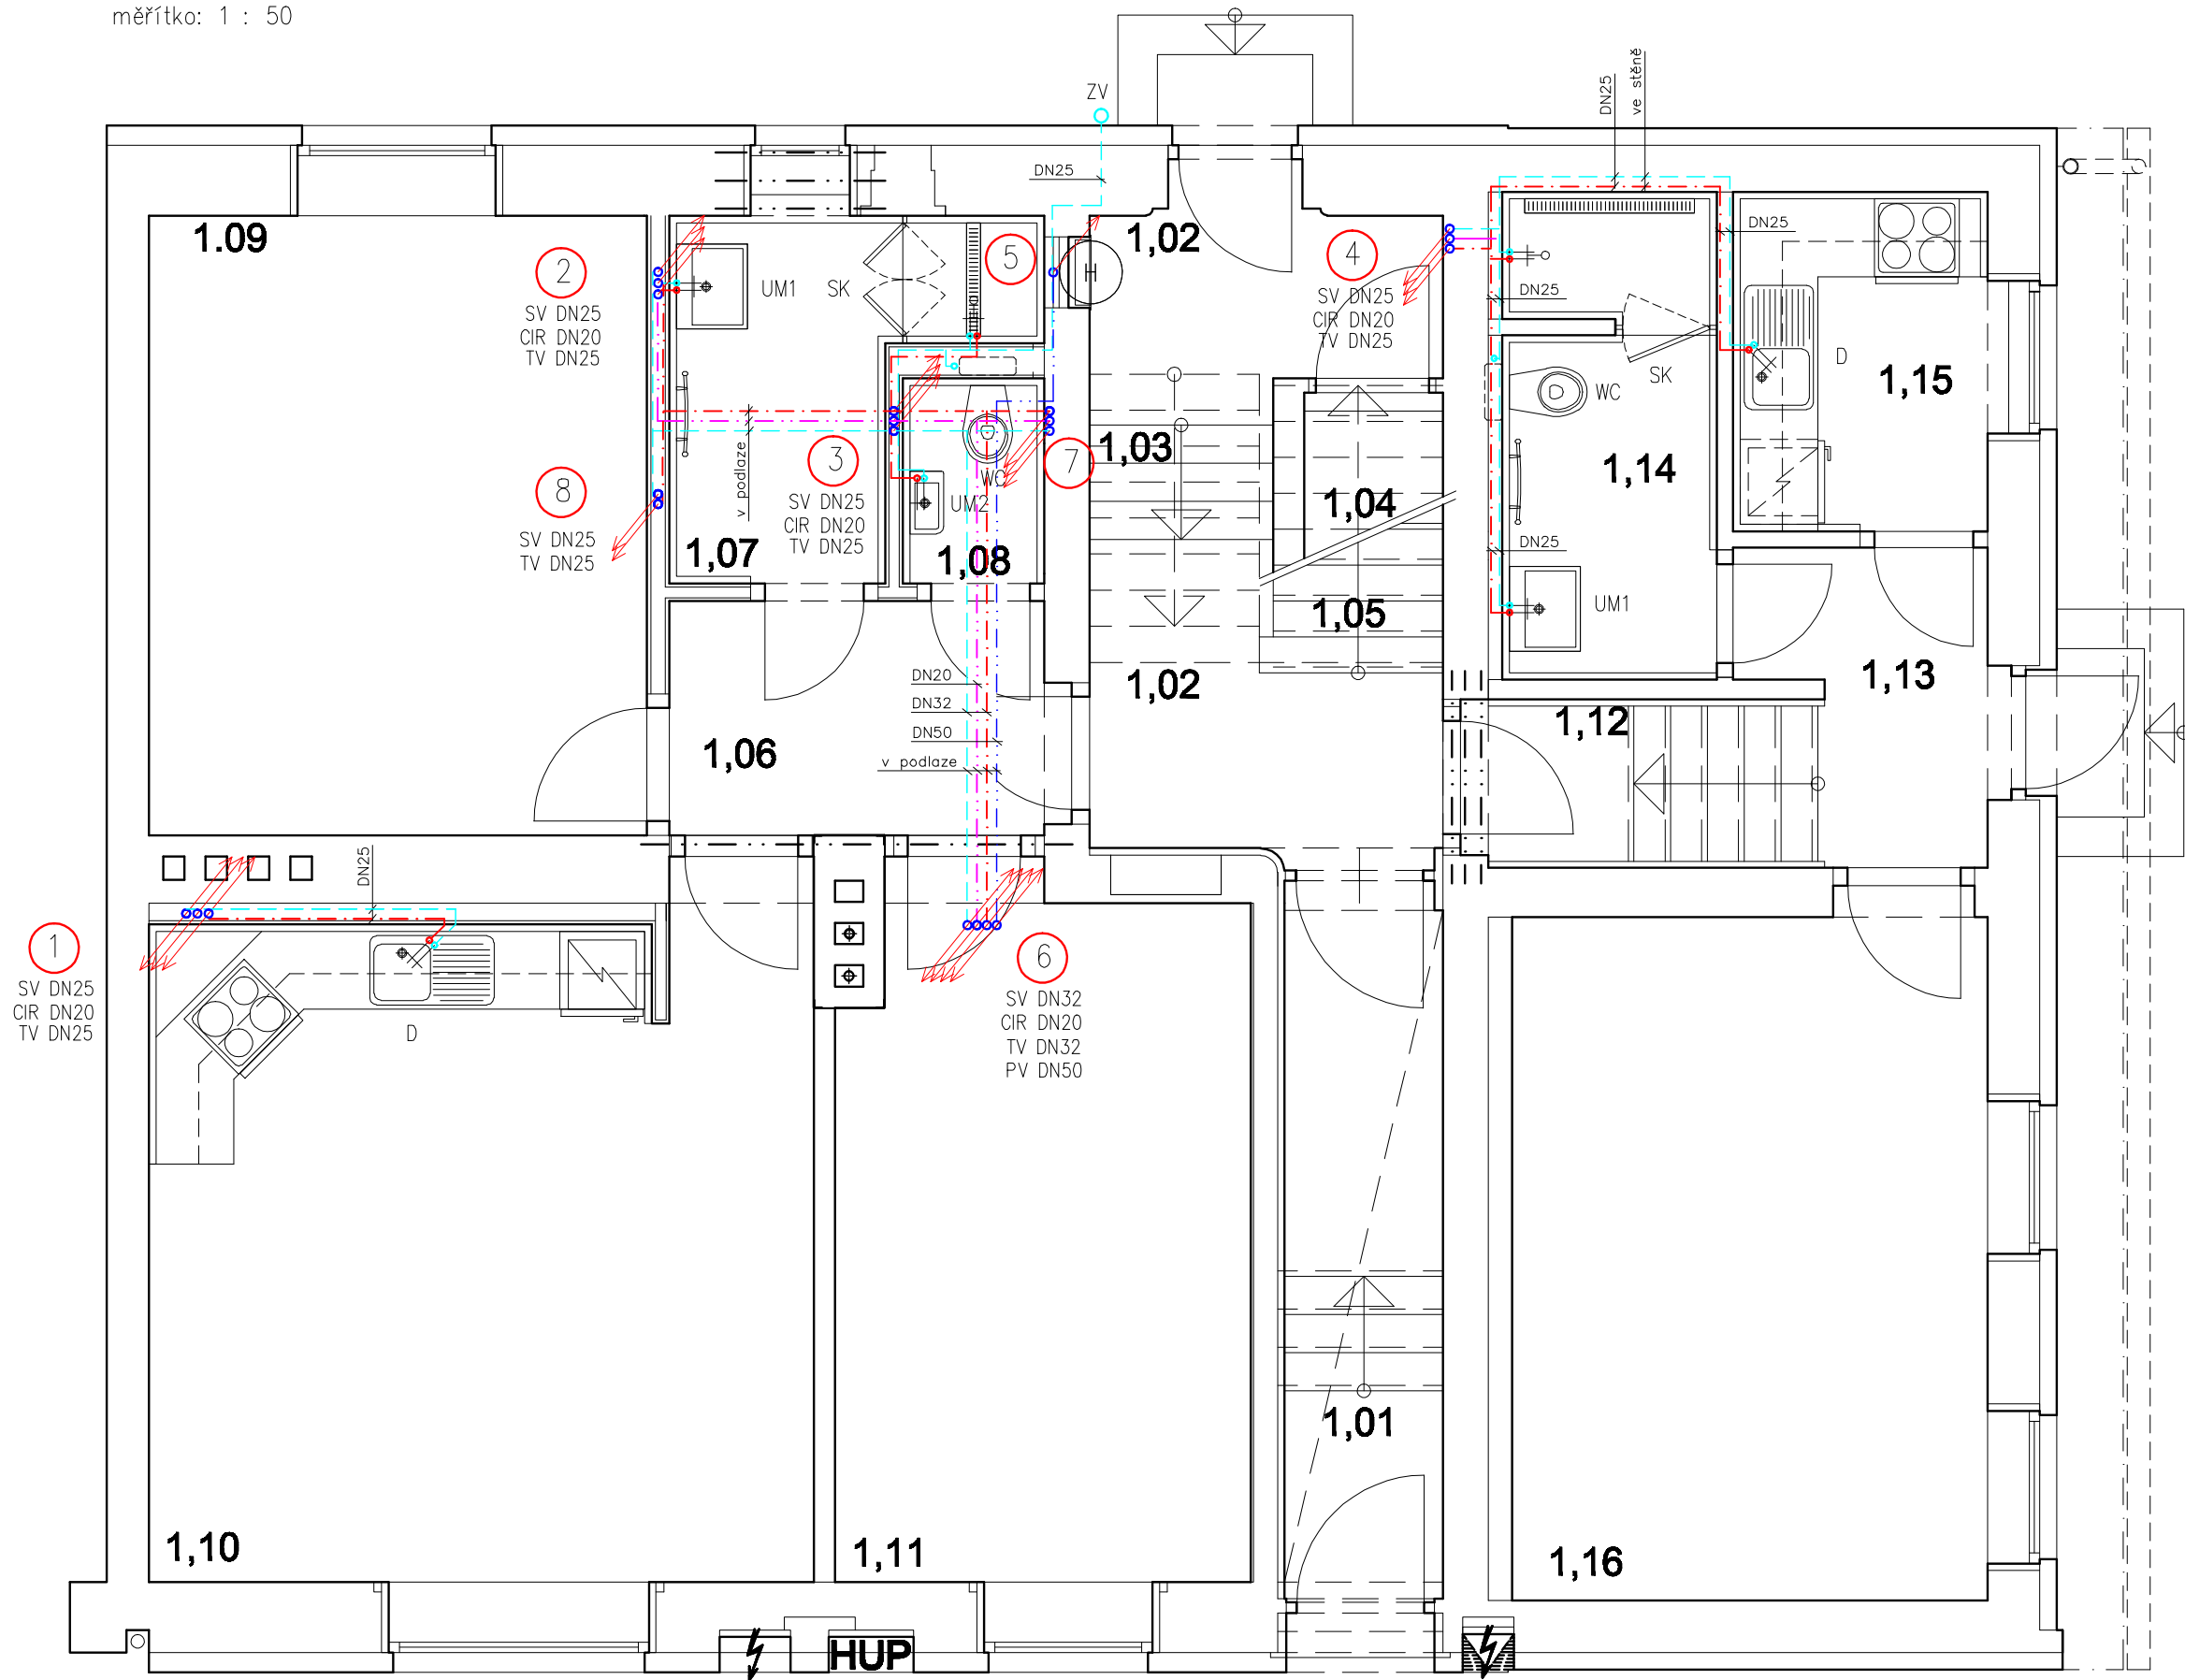 měřítko: 1 : 50
ZV
DN25
ve stěně
DN25
1.09
1,02
DN25
2
5
4
UM1
SK
SV DN25
CIR DN20
TV DN25
SV DN25
CIR DN20
TV DN25
DN25
D
SK
1,15
WC
1,03
3
7
v podlaze
8
WC
1,14
SV DN25
CIR DN20
TV DN25
UM2
1,04
SV DN25
TV DN25
DN25
1,07
1,08
1,05
UM1
DN20
1,02
1,13
DN32
1,12
DN50
1,06
v podlaze
DN25
1
6
SV DN25
CIR DN20
TV DN25
D
SV DN32
CIR DN20
TV DN32
PV DN50
1,01
1,10
1,11
1,16
HUP
H